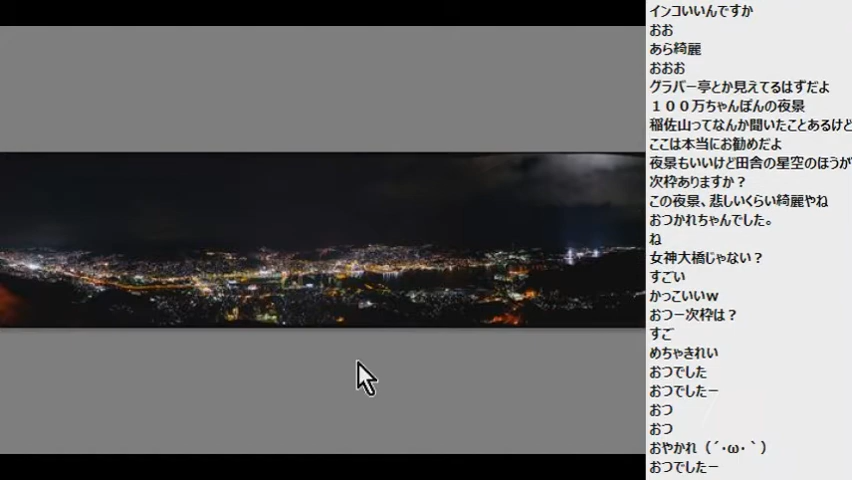 インコいいんですか
おお
あら綺麗
おおお
グラバー亭とか見えてるはずだよ
１００万ちゃんぽんの夜景
稲佐山ってなんか聞いたことあるけど
ここは本当にお勧めだよ
夜景もいいけど田舎の星空のほうが
次枠ありますか？
この夜景、悲しいくらい綺麗やね
おつかれちゃんでした。
ね
女神大橋じゃない？
すごい
かっこいいｗ
おつー次枠は？
すご
めちゃきれい
おつでした
おつでしたー
おつ
おつ
おやかれ（´･ω･｀）
おつでしたー